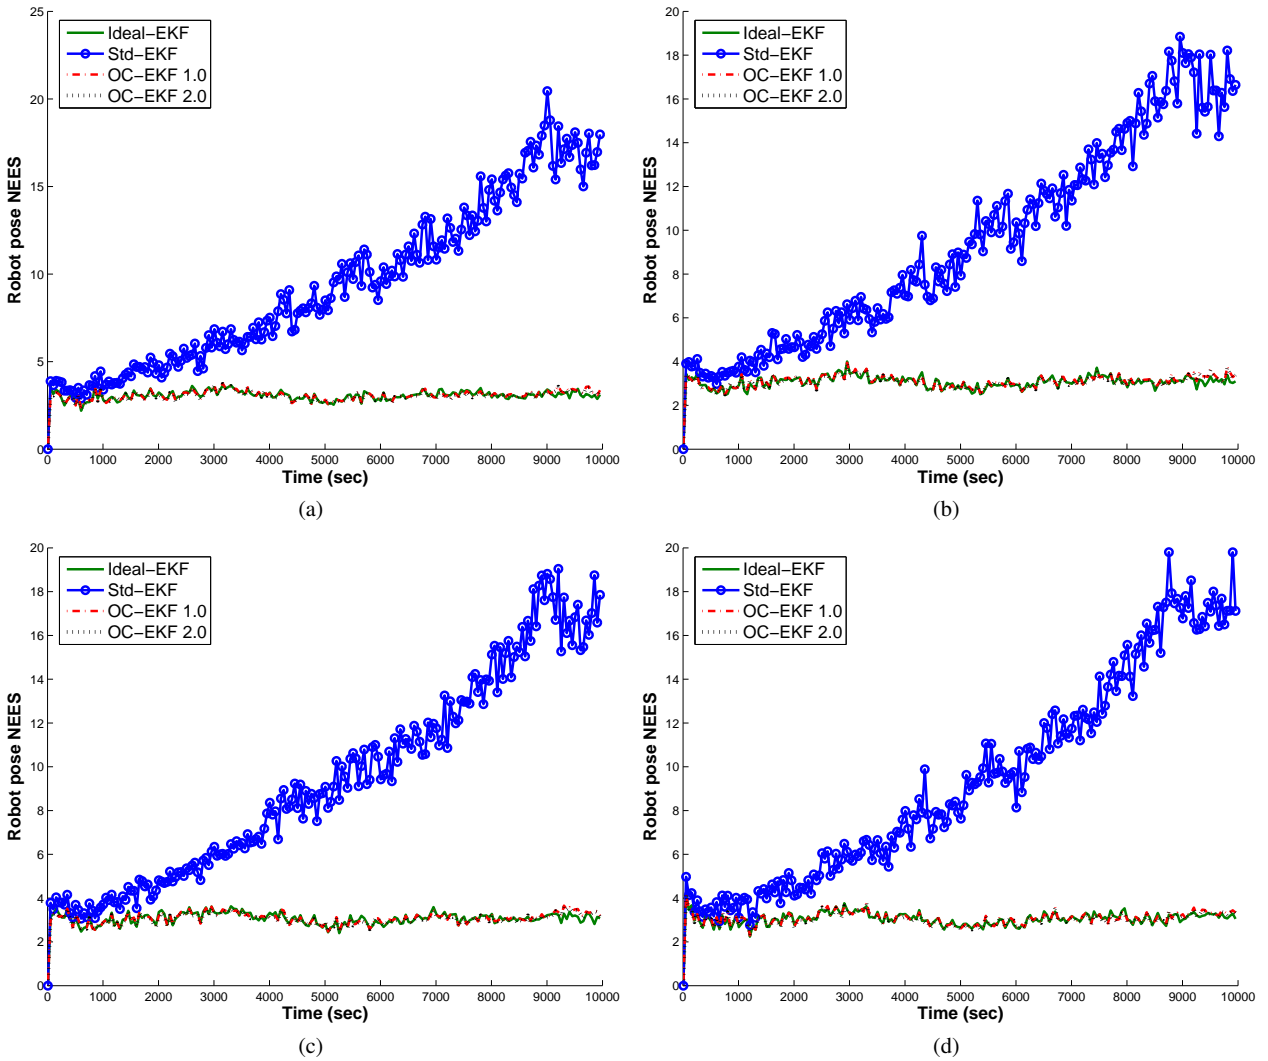 25
20
15
10
5
0
Robot pose NEES
Ideal−EKF
Std−EKF
OC−EKF 1.0
OC−EKF 2.0
0 1000 2000 3000 4000 5000 6000 7000 8000 9000 10000
Time (sec)
(a)
20
18
16
14
12
10
8
6
4
2
0
Robot pose NEES
Ideal−EKF
Std−EKF
OC−EKF 1.0
OC−EKF 2.0
0 1000 2000 3000 4000 5000 6000 7000 8000 9000 10000
Time (sec)
(b)
20
18
16
14
12
10
8
6
4
2
0
Robot pose NEES
Ideal−EKF
Std−EKF
OC−EKF 1.0
OC−EKF 2.0
0 1000 2000 3000 4000 5000 6000 7000 8000 9000 10000
Time (sec)
(c)
20
18
16
14
12
10
8
6
4
2
0
Robot pose NEES
Ideal−EKF
Std−EKF
OC−EKF 1.0
OC−EKF 2.0
0 1000 2000 3000 4000 5000 6000 7000 8000 9000 10000
Time (sec)
(d)